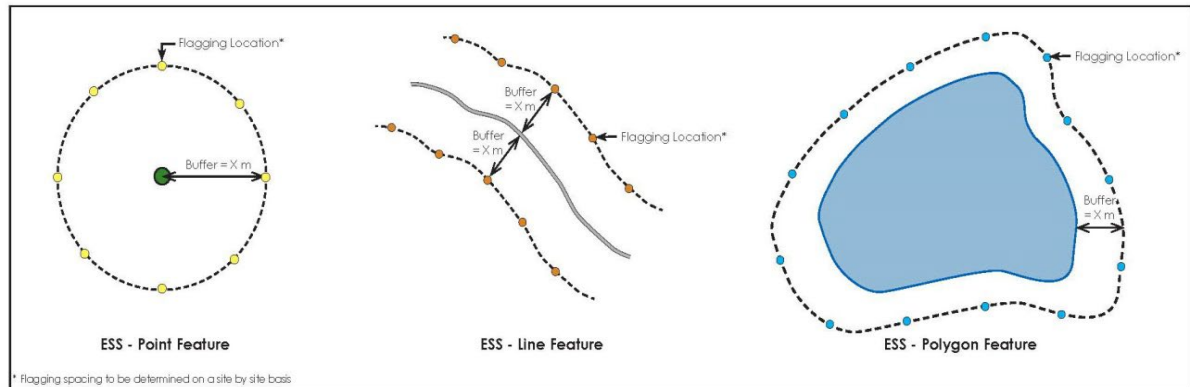 Flagging Location*
Buffer = X m
ESS - Point Feature
Buffer
= X m
Buffer
= X m
Flagging Location*
ESS - Line Feature
Flagging Location*
Buffer
= X m
ESS - Polygon Feature
* Flagging spacing to be determined on a site by site basis